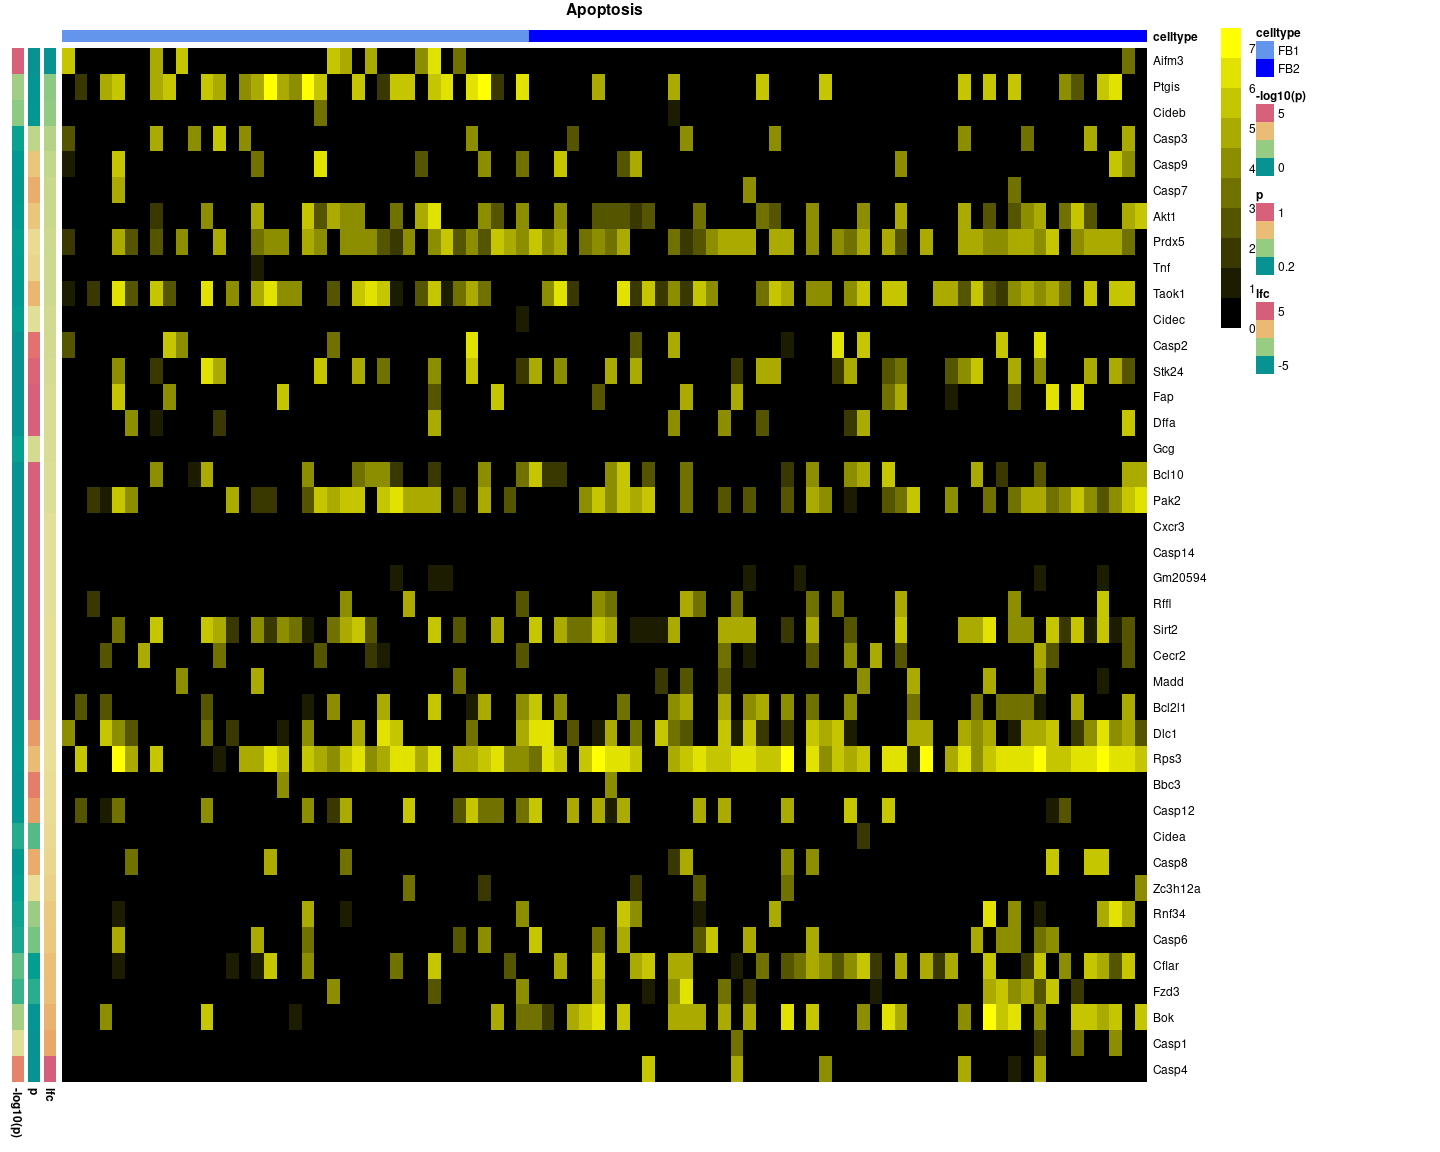 Apoptosis
celltype
Aifm3
Ptgis
Cideb
Casp3
Casp9
Casp7
Akt1
Prdx5
Tnf
Taok1
Cidec
Casp2
Stk24
Fap
Dffa
Gcg
Bcl10
Pak2
Cxcr3
Casp14
Gm20594
Rffl
Sirt2
Cecr2
Madd
Bcl2l1
Dlc1
Rps3
Bbc3
Casp12
Cidea
Casp8
Zc3h12a
Rnf34
Casp6
Cflar
Fzd3
Bok
Casp1
Casp4
7
6
5
4
3
2
1
0
celltype
FB1
FB2
-log10(p)
5
0
p
1
0.2
lfc
5
-5
-log10(p)
p
lfc